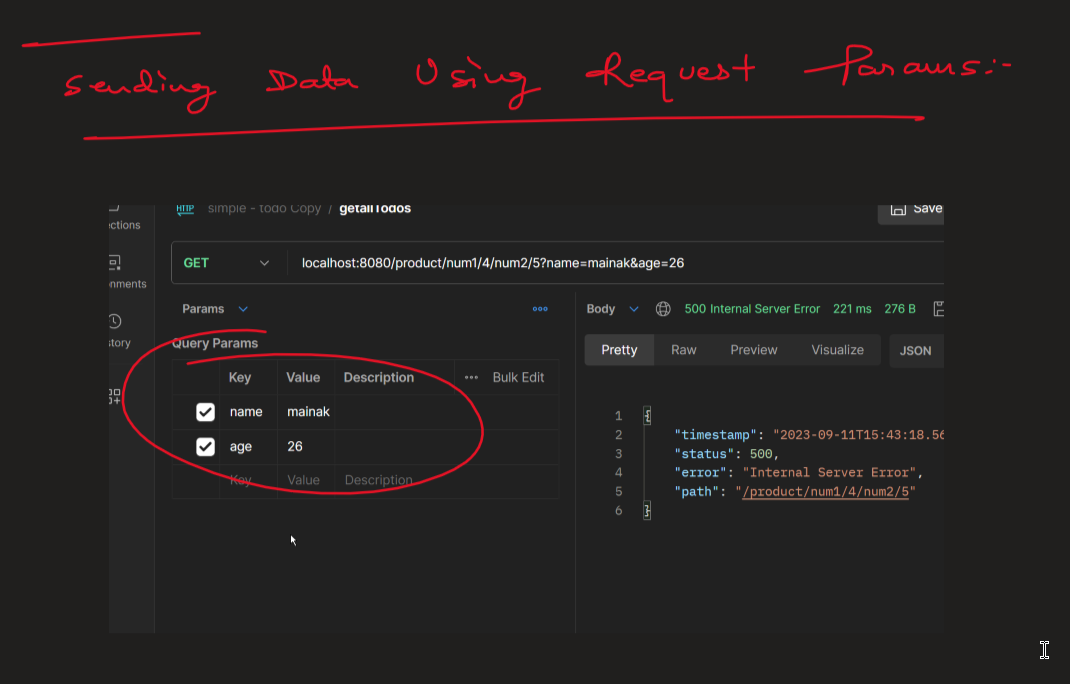 Sending Data Using Request Params:-
HTTP simple - todo Copy / getallTodos
Save
ctions
GET
localhost:8080/product/num1/4/num2/5?name=mainak&age=26
nments
Params
Body
500 Internal Server Error 221 ms 276 B
story
Query Params
Pretty Raw Preview Visualize JSON
Key Value Description
Bulk Edit
name mainak
age 26
Key Value Description
1 {
2 "timestamp": "2023-09-11T15:43:18.56
3 "status": 500,
4 "error": "Internal Server Error",
5 "path": "/product/num1/4/num2/5"
6 }